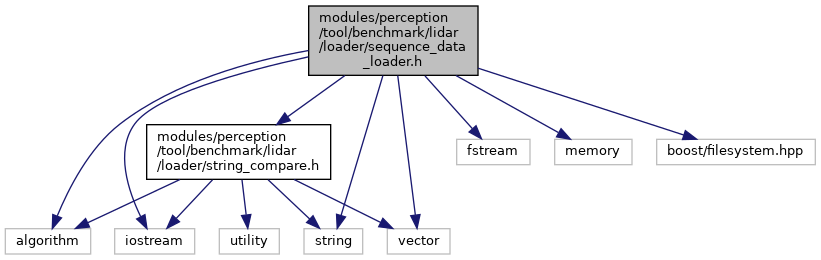 modules/perception
/tool/benchmark/lidar
/loader/sequence_data
_loader.h
modules/perception
/tool/benchmark/lidar
/loader/string_compare.h
fstream
memory
boost/filesystem.hpp
algorithm
iostream
utility
string
vector